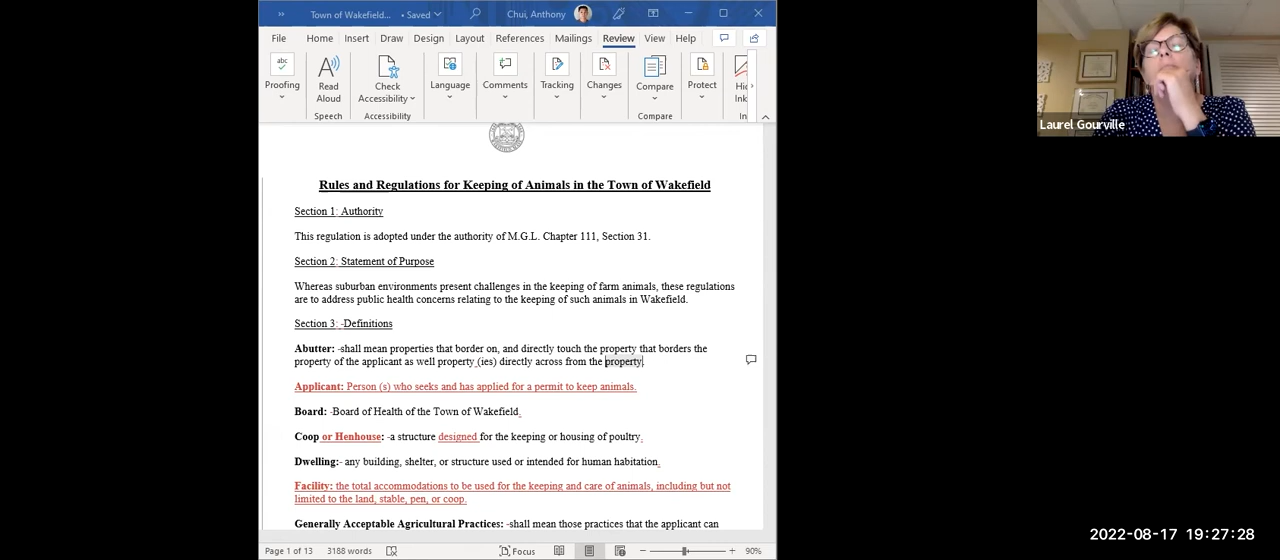 Town of Wakefield... • Saved
Chui, Anthony
File Home Insert Draw Design Layout References Mailings Review View Help
Proofing
Read Aloud
Check Accessibility
Language
Comments
Tracking
Changes
Compare
Protect
Hid Ink
Speech
Accessibility
Compare
In
Rules and Regulations for Keeping of Animals in the Town of Wakefield
Section 1: Authority
This regulation is adopted under the authority of M.G.L. Chapter 111, Section 31.
Section 2: Statement of Purpose
Whereas suburban environments present challenges in the keeping of farm animals, these regulations
are to address public health concerns relating to the keeping of such animals in Wakefield.
Section 3: -Definitions
Abutter: -shall mean properties that border on, and directly touch the property that borders the
property of the applicant as well property (ies) directly across from the property.
Applicant: Person (s) who seeks and has applied for a permit to keep animals.
Board: -Board of Health of the Town of Wakefield.
Coop or Henhouse: -a structure designed for the keeping or housing of poultry.
Dwelling:- any building, shelter, or structure used or intended for human habitation.
Facility: the total accommodations to be used for the keeping and care of animals, including but not
limited to the land, stable, pen, or coop.
Generally Acceptable Agricultural Practices: -shall mean those practices that the applicant can
Page 1 of 13 3188 words Focus 90%
Laurel Gourville
2022-08-17 19:27:28